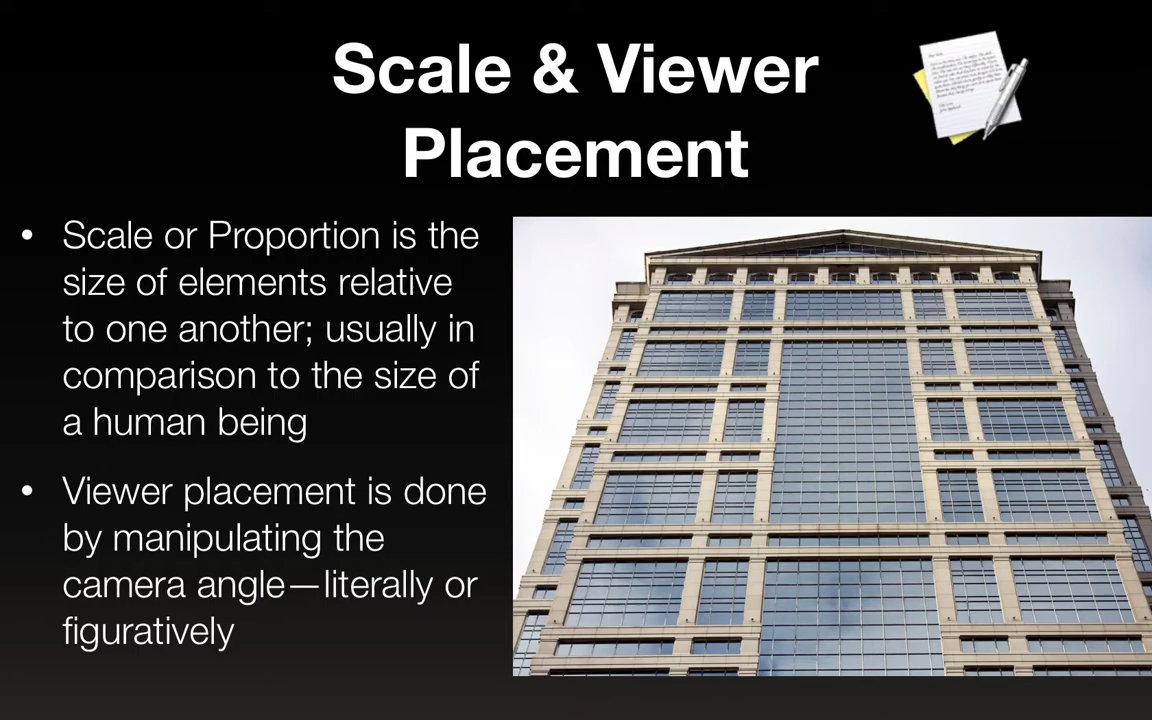 Scale & Viewer
Placement
• Scale or Proportion is the
size of elements relative
to one another; usually in
comparison to the size of
a human being
• Viewer placement is done
by manipulating the
camera angle—literally or
figuratively